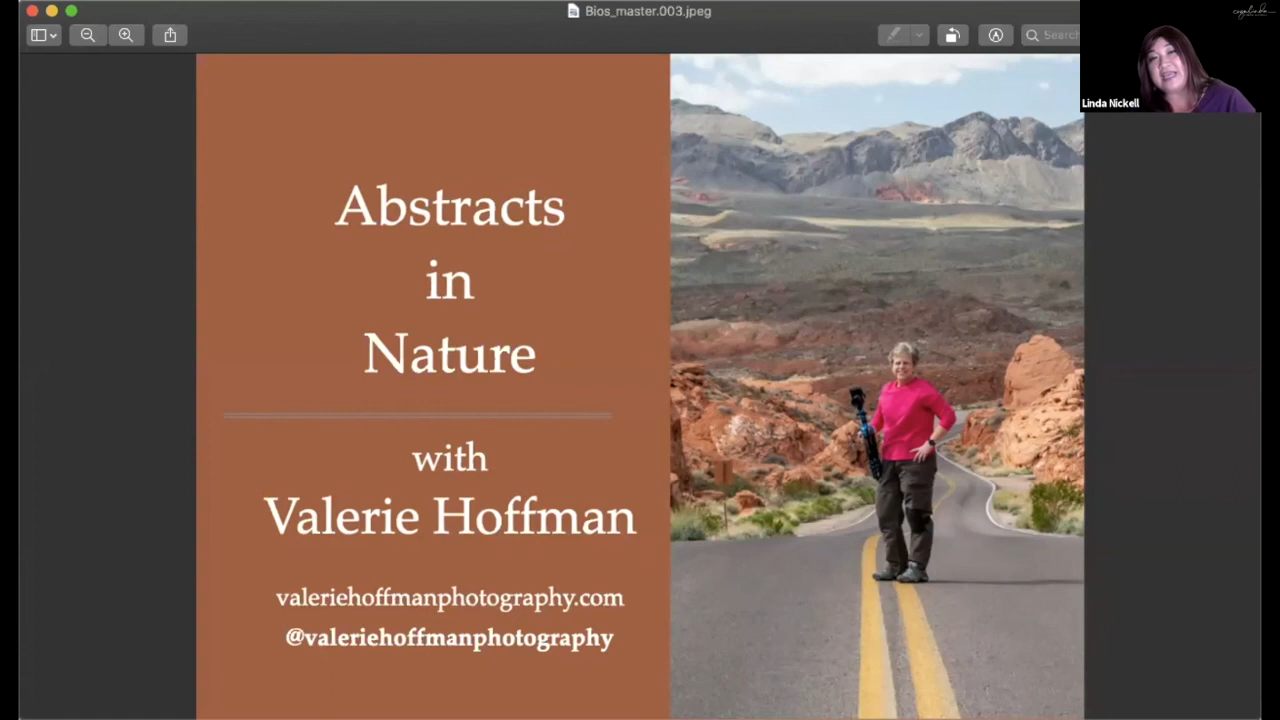 Bios_master.003.jpeg
Search
Linda Nickell
Abstracts
in
Nature
with
Valerie Hoffman
valeriehoffmanphotography.com
@valeriehoffmanphotography